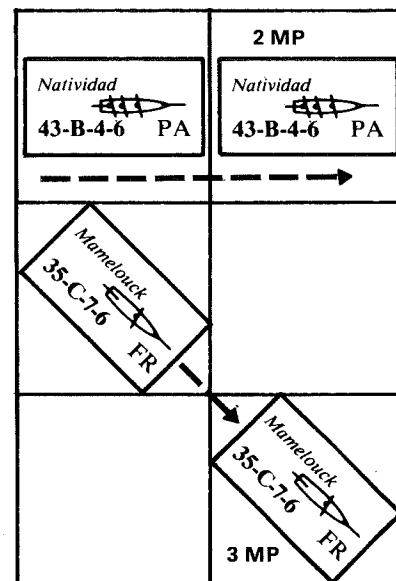 2 MP
Natividad
43-B-4-6 PA
Natividad
43-B-4-6 PA
Mamelouck
35-C-7-6
FR
Mamelouck
35-C-7-6
FR
3 MP